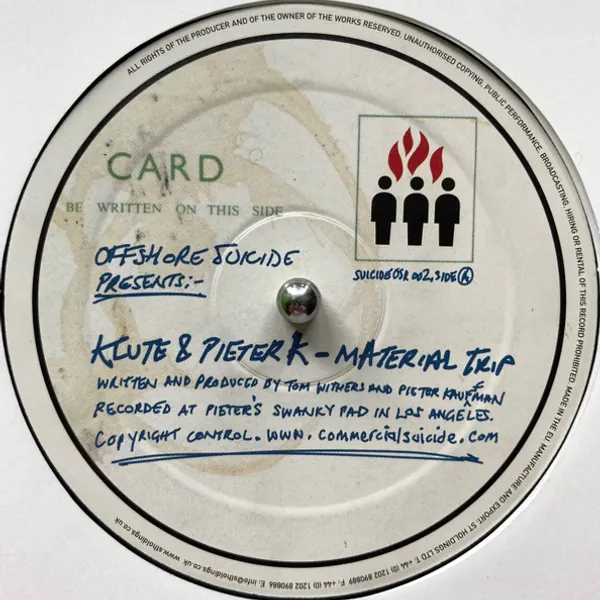 ALL RIGHTS OF THE PRODUCER AND OF THE OWNER OF THE WORKS RESERVED. UNAUTHORISED COPYING, PUBLIC PERFORMANCE, BROADCASTING, HIRING OR RENTAL OF THIS RECORD PROHIBITED. MADE IN THE EU. MANUFACTURE AND EXPORT, ST HOLDINGS LTD T: +44 (0) 1202 890889 F: +44 (0) 1202 890886 E: info@stholdings.co.uk www.stholdings.co.uk
CARD
BE WRITTEN ON THIS SIDE
OFFSHORE SUICIDE
PRESENTS:-
SUICIDEOSR 002, SIDE A
KLUTE & PIETER K - MATERIAL TRIP
WRITTEN AND PRODUCED BY TOM WITHERS AND PIETER KAUFFMAN
RECORDED AT PIETER'S SWANKY PAD IN LOS ANGELES.
COPYRIGHT CONTROL. WWW.COMMERCIALSUICIDE.COM